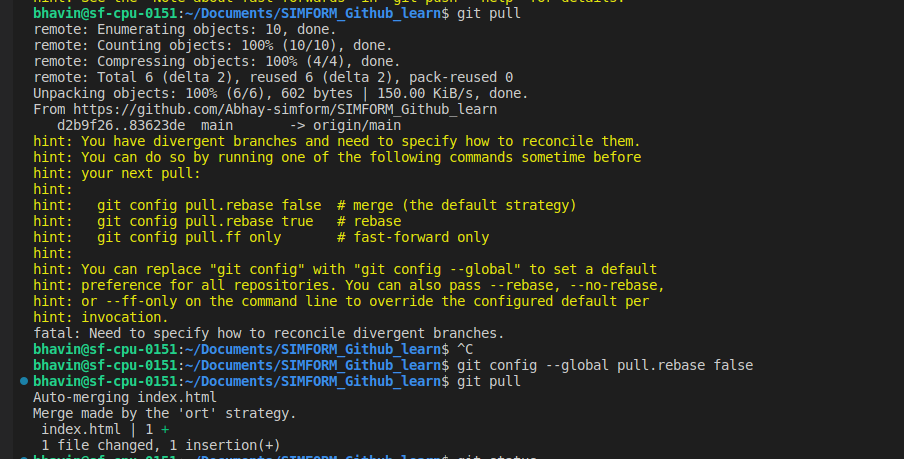 hint: See the 'Note about fast-forwards' in 'git push --help' for details.
bhavin@sf-cpu-0151:~/Documents/SIMFORM_Github_learn$ git pull
remote: Enumerating objects: 10, done.
remote: Counting objects: 100% (10/10), done.
remote: Compressing objects: 100% (4/4), done.
remote: Total 6 (delta 2), reused 6 (delta 2), pack-reused 0
Unpacking objects: 100% (6/6), 602 bytes | 150.00 KiB/s, done.
From https://github.com/Abhay-simform/SIMFORM_Github_learn
   d2b9f26..83623de  main       -> origin/main
hint: You have divergent branches and need to specify how to reconcile them.
hint: You can do so by running one of the following commands sometime before
hint: your next pull:
hint:
hint:   git config pull.rebase false  # merge (the default strategy)
hint:   git config pull.rebase true   # rebase
hint:   git config pull.ff only       # fast-forward only
hint:
hint: You can replace "git config" with "git config --global" to set a default
hint: preference for all repositories. You can also pass --rebase, --no-rebase,
hint: or --ff-only on the command line to override the configured default per
hint: invocation.
fatal: Need to specify how to reconcile divergent branches.
bhavin@sf-cpu-0151:~/Documents/SIMFORM_Github_learn$ ^C
bhavin@sf-cpu-0151:~/Documents/SIMFORM_Github_learn$ git config --global pull.rebase false
bhavin@sf-cpu-0151:~/Documents/SIMFORM_Github_learn$ git pull
Auto-merging index.html
Merge made by the 'ort' strategy.
 index.html | 1 +
 1 file changed, 1 insertion(+)
bhavin@sf-cpu-0151:~/Documents/SIMFORM_Github_learn$ git status